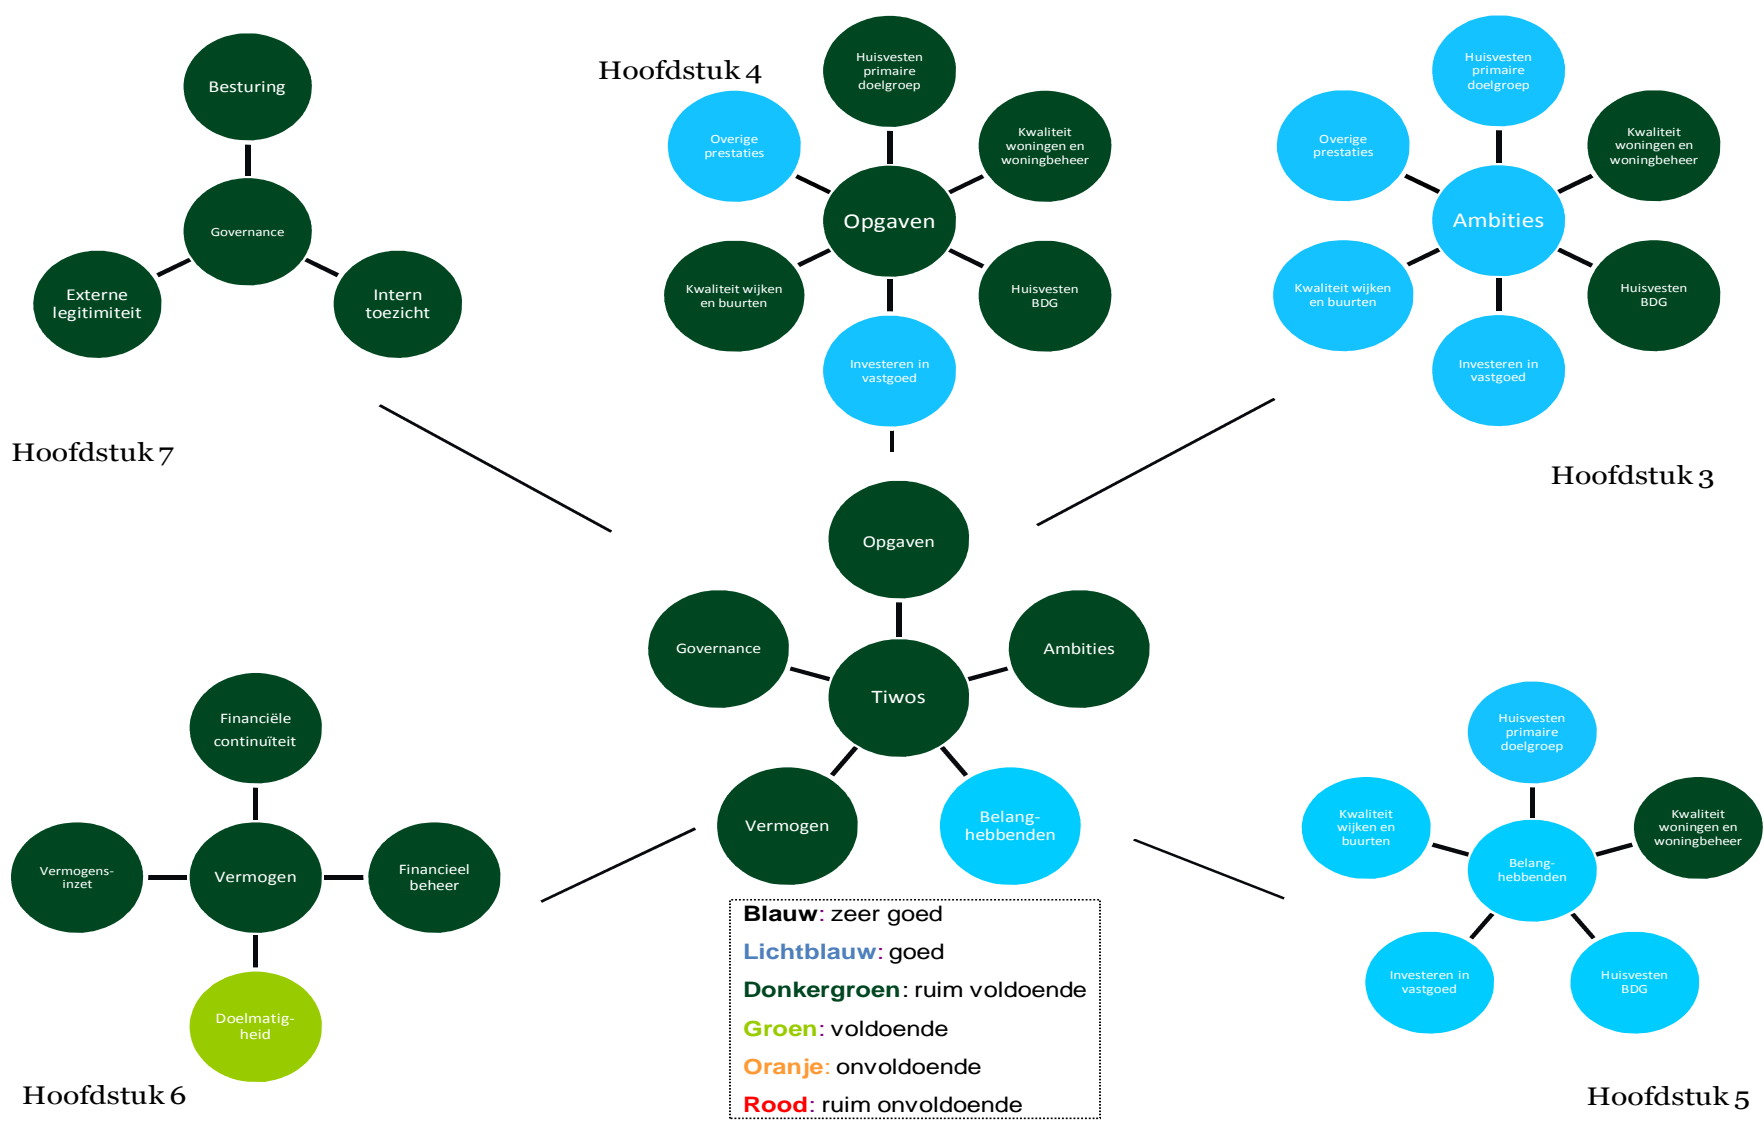 Besturing
Governance
Externe
legitimiteit
Intern
toezicht
Hoofdstuk 7
Hoofdstuk 4
Huisvesten
primaire
doelgroep
Overige
prestaties
Kwaliteit
woningen en
woningbeheer
Opgaven
Kwaliteit wijken
en buurten
Huisvesten
BDG
Investeren in
vastgoed
Huisvesten
primaire
doelgroep
Overige
prestaties
Kwaliteit
woningen en
woningbeheer
Ambities
Kwaliteit wijken
en buurten
Huisvesten
BDG
Investeren in
vastgoed
Hoofdstuk 3
Opgaven
Governance
Ambities
Tiwos
Vermogen
Belang-
hebbenden
Financiële
continuïteit
Vermogens-
inzet
Vermogen
Financieel
beheer
Doelmatig-
heid
Hoofdstuk 6
Blauw: zeer goed
Lichtblauw: goed
Donkergroen: ruim voldoende
Groen: voldoende
Oranje: onvoldoende
Rood: ruim onvoldoende
Huisvesten
primaire
doelgroep
Kwaliteit
wijken en
buurten
Kwaliteit
woningen en
woningbeheer
Belang-
hebbenden
Investeren in
vastgoed
Huisvesten
BDG
Hoofdstuk 5